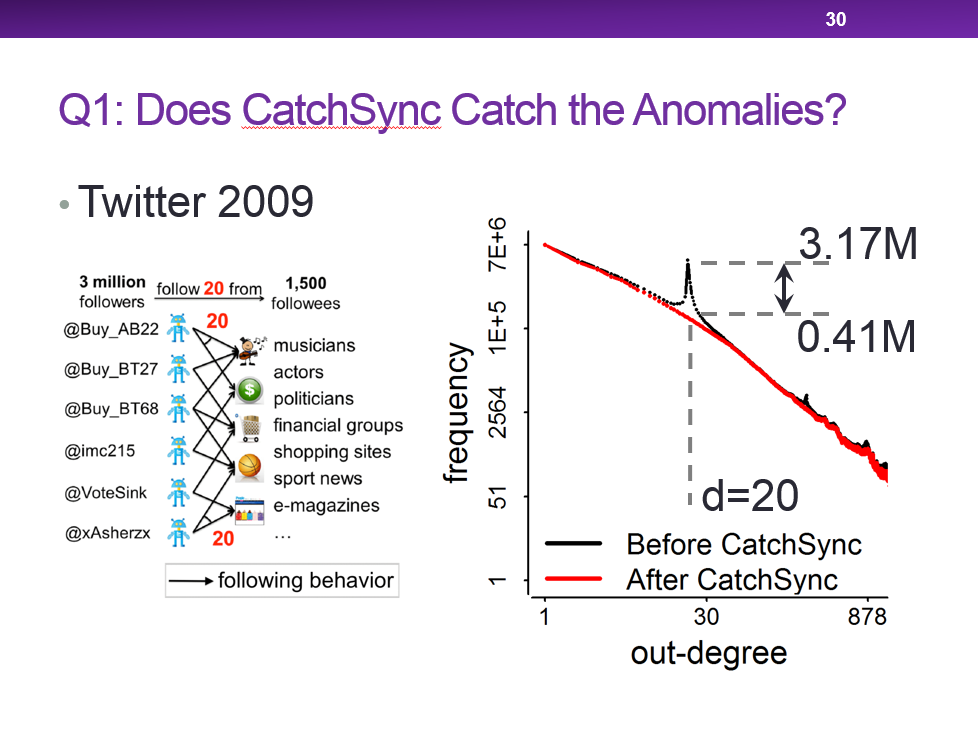 30
Q1: Does CatchSync Catch the Anomalies?
• Twitter 2009
3 million
followers
follow 20 from
1,500
followees
20
@Buy_AB22
@Buy_BT27
@Buy_BT68
@imc215
@VoteSink
@xAsherzx
20
musicians
actors
politicians
financial groups
shopping sites
sport news
e-magazines
...
following behavior
frequency
7E+6
1E+5
2564
51
1
3.17M
0.41M
d=20
Before CatchSync
After CatchSync
1
30
878
out-degree